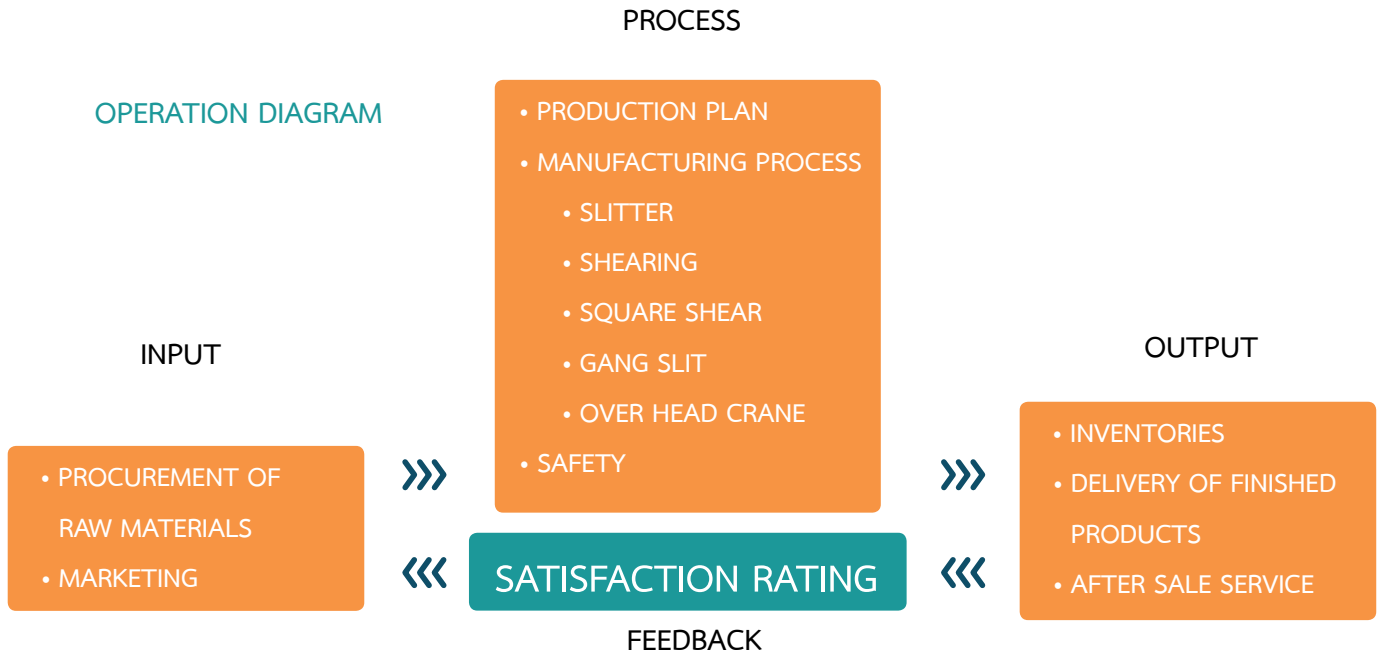 PROCESS
OPERATION DIAGRAM
• PRODUCTION PLAN
• MANUFACTURING PROCESS
• SLITTER
• SHEARING
• SQUARE SHEAR
• GANG SLIT
• OVER HEAD CRANE
• SAFETY
INPUT
• PROCUREMENT OF
RAW MATERIALS
• MARKETING
OUTPUT
• INVENTORIES
• DELIVERY OF FINISHED
PRODUCTS
• AFTER SALE SERVICE
SATISFACTION RATING
FEEDBACK